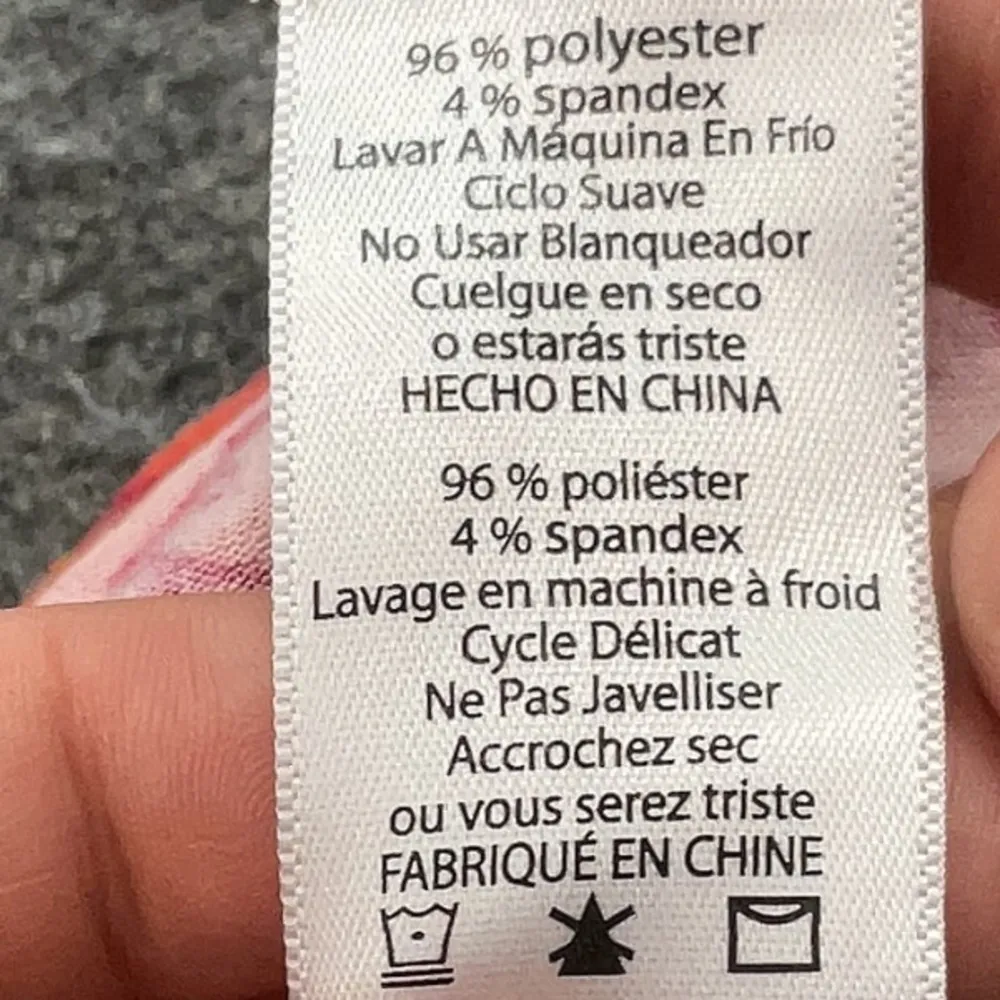 96 % polyester
4 % spandex
Lavar A Máquina En Frío
Ciclo Suave
No Usar Blanqueador
Cuelgue en seco
o estarás triste
HECHO EN CHINA
96 % poliéster
4 % spandex
Lavage en machine à froid
Cycle Délicat
Ne Pas Javelliser
Accrochez sec
ou vous serez triste
FABRIQUÉ EN CHINE